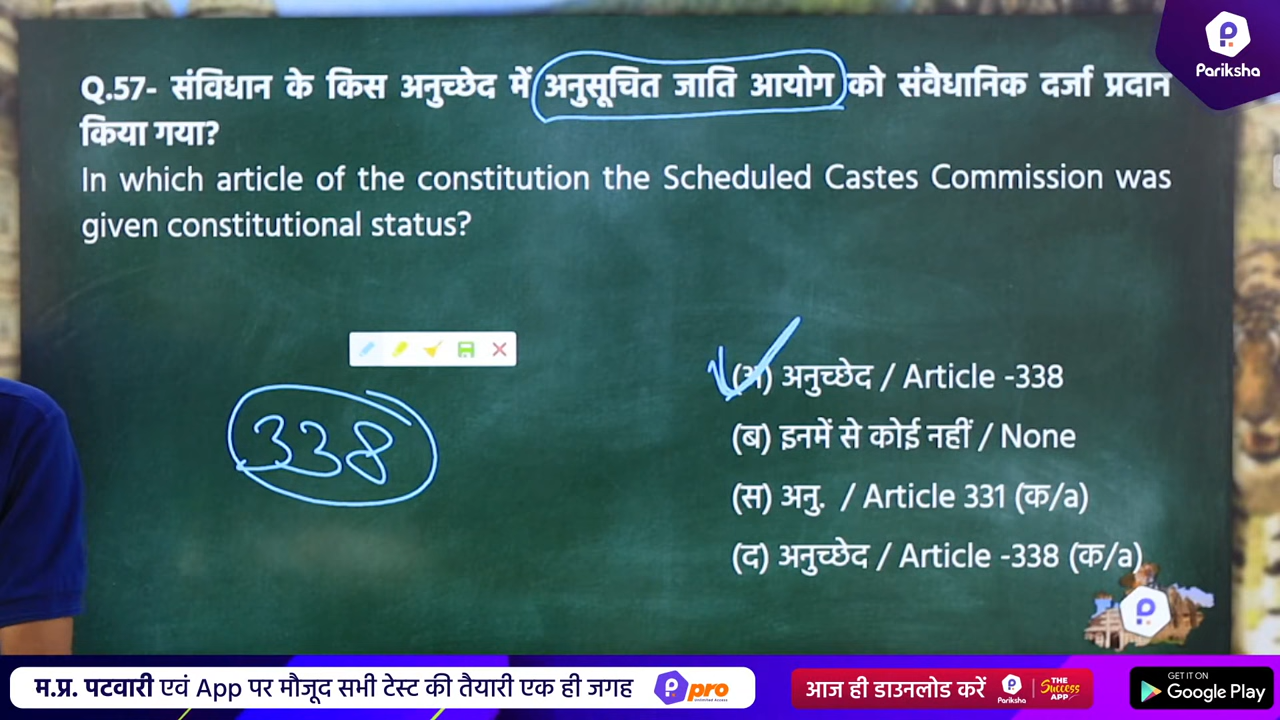 Pariksha
Q.57- संविधान के किस अनुच्छेद में अनुसूचित जाति आयोग को संवैधानिक दर्जा प्रदान
किया गया?
In which article of the constitution the Scheduled Castes Commission was
given constitutional status?
338
(अ) अनुच्छेद / Article -338
(ब) इनमें से कोई नहीं / None
(स) अनु. / Article 331 (क/a)
(द) अनुच्छेद / Article -338 (क/a)
म.प्र. पटवारी एवं App पर मौजूद सभी टेस्ट की तैयारी एक ही जगह pro
आज ही डाउनलोड करें Pariksha THE Success APP
GET IT ON
Google Play